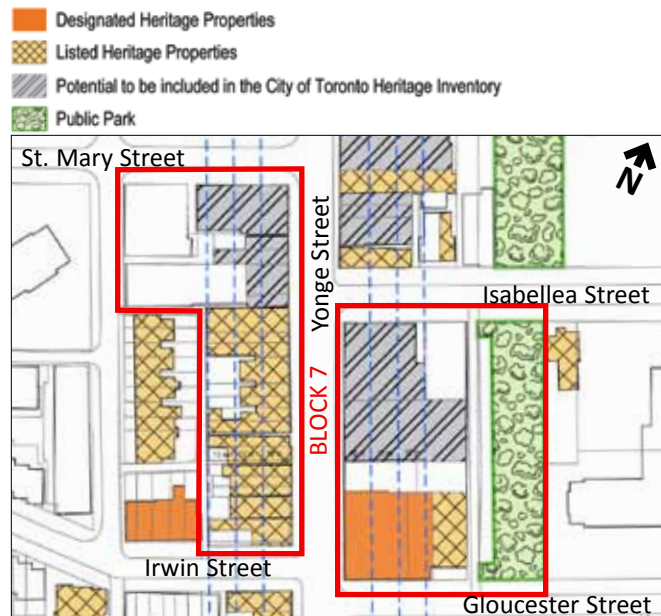 Designated Heritage Properties
Listed Heritage Properties
Potential to be included in the City of Toronto Heritage Inventory
Public Park
St. Mary Street
N
Yonge Street
Isabellea Street
BLOCK 7
Irwin Street
Gloucester Street